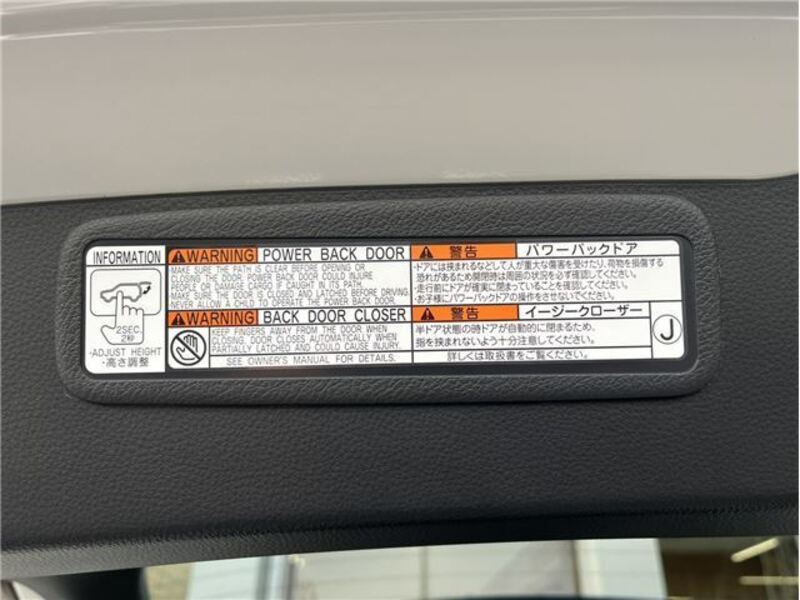 INFORMATION
2SEC.
2秒
·ADJUST HEIGHT
·高さ調整
WARNING POWER BACK DOOR
·MAKE SURE THE PATH IS CLEAR BEFORE OPENING OR
CLOSING THE DOOR. POWER BACK DOOR COULD INJURE
PEOPLE OR DAMAGE CARGO IF CAUGHT IN ITS PATH.
·MAKE SURE THE DOOR IS CLOSED AND LATCHED BEFORE DRIVING.
·NEVER ALLOW A CHILD TO OPERATE THE POWER BACK DOOR.
WARNING BACK DOOR CLOSER
KEEP FINGERS AWAY FROM THE DOOR WHEN
CLOSING. DOOR CLOSES AUTOMATICALLY WHEN
PARTIALLY LATCHED AND COULD CAUSE INJURY.
SEE OWNER'S MANUAL FOR DETAILS.
警告 パワーバックドア
·ドアには挟まれるなどして人が重大な傷害を受けたり、荷物を損傷する
恐れがあるため開閉時は周囲の状況を必ず確認してください。
·走行前にドアが確実に閉まっていることを確認してください。
·お子様にパワーバックドアの操作をさせないでください。
警告 イージークローザー
半ドア状態の時ドアが自動的に閉まるため、
指を挟まれないよう十分注意してください。
詳しくは取扱書をご覧ください。
J